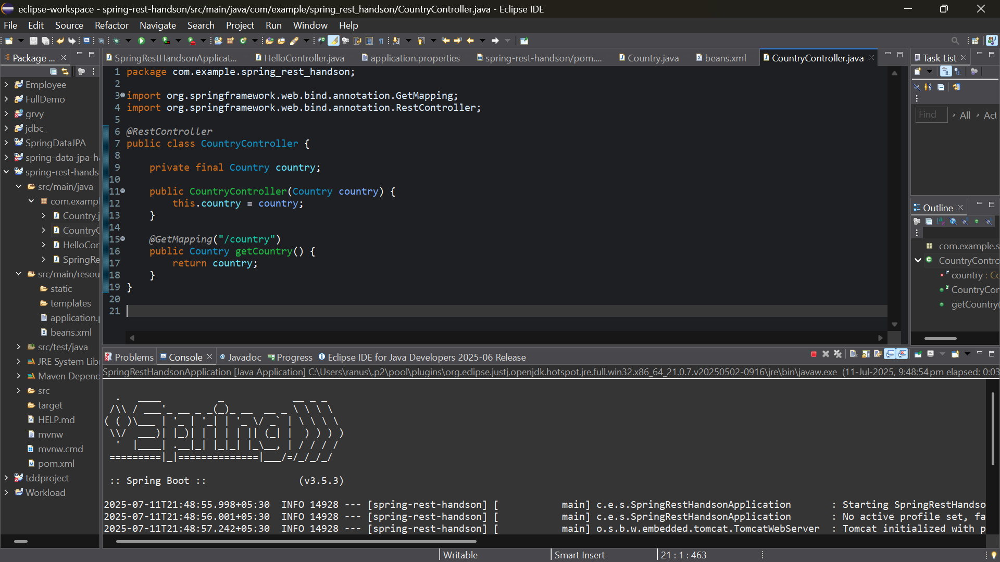 eclipse-workspace - spring-rest-handson/src/main/java/com/example/spring_rest_handson/CountryController.java - Eclipse IDE
File Edit Source Refactor Navigate Search Project Run Window Help
Package ...
Employee
FullDemo
grvy
jdbc_
SpringDataJPA
spring-data-jpa-h
spring-rest-hands
src/main/java
com.exampl
Country.j
CountryC
HelloCor
SpringRe
src/main/resou
static
templates
application.p
beans.xml
src/test/java
JRE System Libr
Maven Depend
src
target
HELP.md
mvnw
mvnw.cmd
pom.xml
tddproject
Workload
SpringRestHandsonApplicat... HelloController.java application.properties spring-rest-handson/pom.... Country.java beans.xml CountryController.java
1 package com.example.spring_rest_handson;
2
3 import org.springframework.web.bind.annotation.GetMapping;
4 import org.springframework.web.bind.annotation.RestController;
5
6 @RestController
7 public class CountryController {
8
9     private final Country country;
10
11     public CountryController(Country country) {
12         this.country = country;
13     }
14
15     @GetMapping("/country")
16     public Country getCountry() {
17         return country;
18     }
19 }
20
21
Task List
Find All Act
Outline
com.example.s
CountryContro
country : Co
CountryCor
getCountry(
Problems Console Javadoc Progress Eclipse IDE for Java Developers 2025-06 Release
SpringRestHandsonApplication [Java Application] C:\Users\ranus\.p2\pool\plugins\org.eclipse.justj.openjdk.hotspot.jre.full.win32.x86_64_21.0.7.v20250502-0916\jre\bin\javaw.exe (11-Jul-2025, 9:48:54 pm elapsed: 0:03
Spring
:: Spring Boot :: (v3.5.3)
2025-07-11T21:48:55.998+05:30 INFO 14928 --- [spring-rest-handson] [ main] c.e.s.SpringRestHandsonApplication : Starting SpringRestHandso
2025-07-11T21:48:56.001+05:30 INFO 14928 --- [spring-rest-handson] [ main] c.e.s.SpringRestHandsonApplication : No active profile set, fa
2025-07-11T21:48:57.242+05:30 INFO 14928 --- [spring-rest-handson] [ main] o.s.b.w.embedded.tomcat.TomcatWebServer : Tomcat initialized with p
Writable Smart Insert 21 : 1 : 463